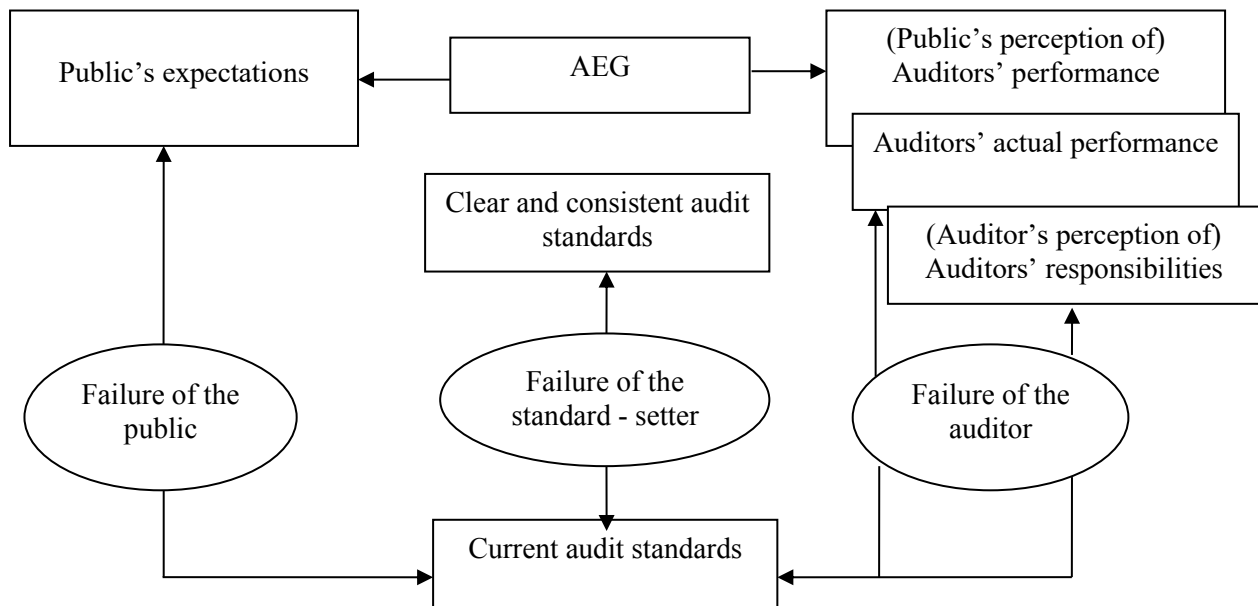 Public’s expectations
AEG
(Public’s perception of)
Auditors’ performance
Auditors’ actual performance
Clear and consistent audit
standards
(Auditor’s perception of)
Auditors’ responsibilities
Failure of the
public
Failure of the
standard - setter
Failure of the
auditor
Current audit standards